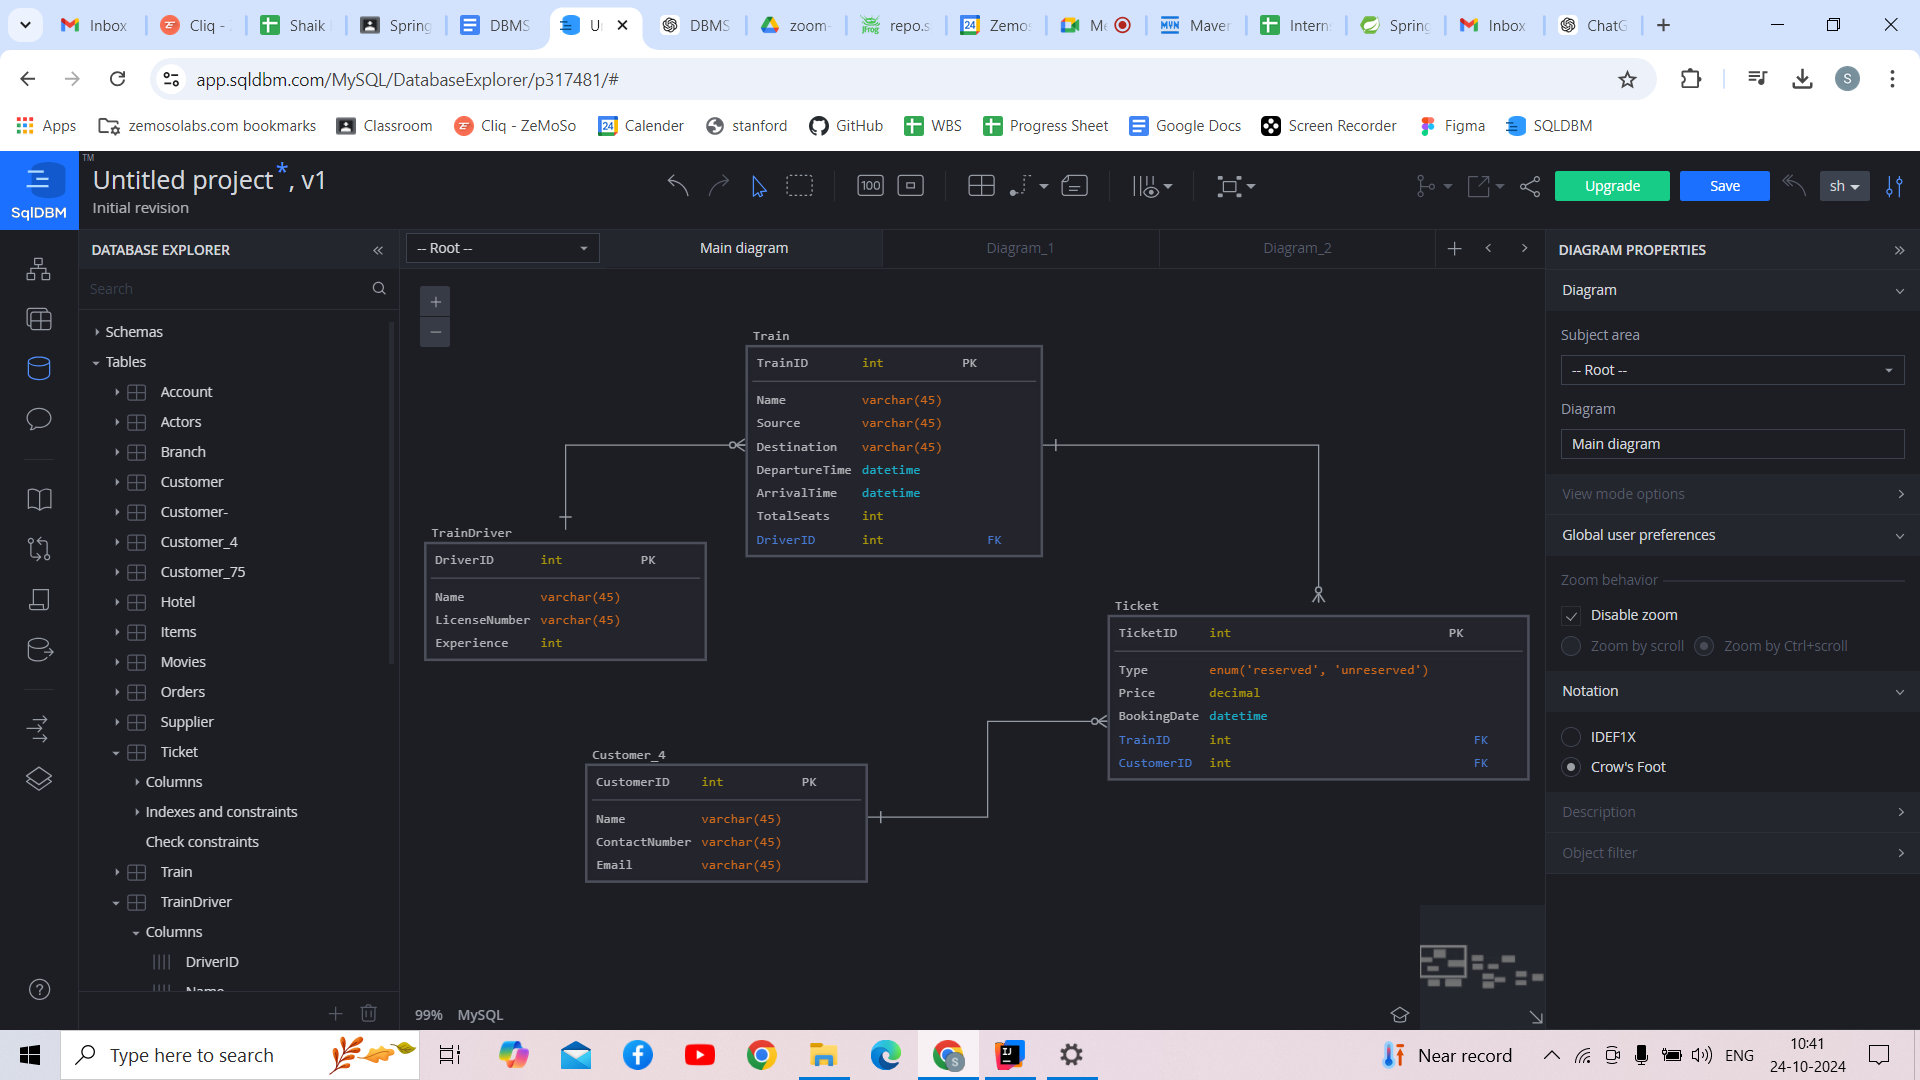 Inbox
Cliq -
Shaik
Spring
DBMS
U
DBMS
zoom-
repo.s
Zemos
Me
Maver
Intern
Spring
Inbox
ChatG
app.sqldbm.com/MySQL/DatabaseExplorer/p317481/#
S
Apps
zemosolabs.com bookmarks
Classroom
Cliq - ZeMoSo
Calender
stanford
GitHub
WBS
Progress Sheet
Google Docs
Screen Recorder
Figma
SQLDBM
SqlDBM
TM
Untitled project*, v1
Initial revision
100
Upgrade
Save
sh
DATABASE EXPLORER
Search
Schemas
Tables
Account
Actors
Branch
Customer
Customer-
Customer_4
Customer_75
Hotel
Items
Movies
Orders
Supplier
Ticket
Columns
Indexes and constraints
Check constraints
Train
TrainDriver
Columns
DriverID
Name
-- Root --
Main diagram
Diagram_1
Diagram_2
Train
TrainID int PK
Name varchar(45)
Source varchar(45)
Destination varchar(45)
DepartureTime datetime
ArrivalTime datetime
TotalSeats int
DriverID int FK
TrainDriver
DriverID int PK
Name varchar(45)
LicenseNumber varchar(45)
Experience int
Ticket
TicketID int PK
Type enum('reserved', 'unreserved')
Price decimal
BookingDate datetime
TrainID int FK
CustomerID int FK
Customer_4
CustomerID int PK
Name varchar(45)
ContactNumber varchar(45)
Email varchar(45)
99% MySQL
DIAGRAM PROPERTIES
Diagram
Subject area
-- Root --
Diagram
Main diagram
View mode options
Global user preferences
Zoom behavior
Disable zoom
Zoom by scroll
Zoom by Ctrl+scroll
Notation
IDEF1X
Crow's Foot
Description
Object filter
Type here to search
Near record
ENG
10:41
24-10-2024